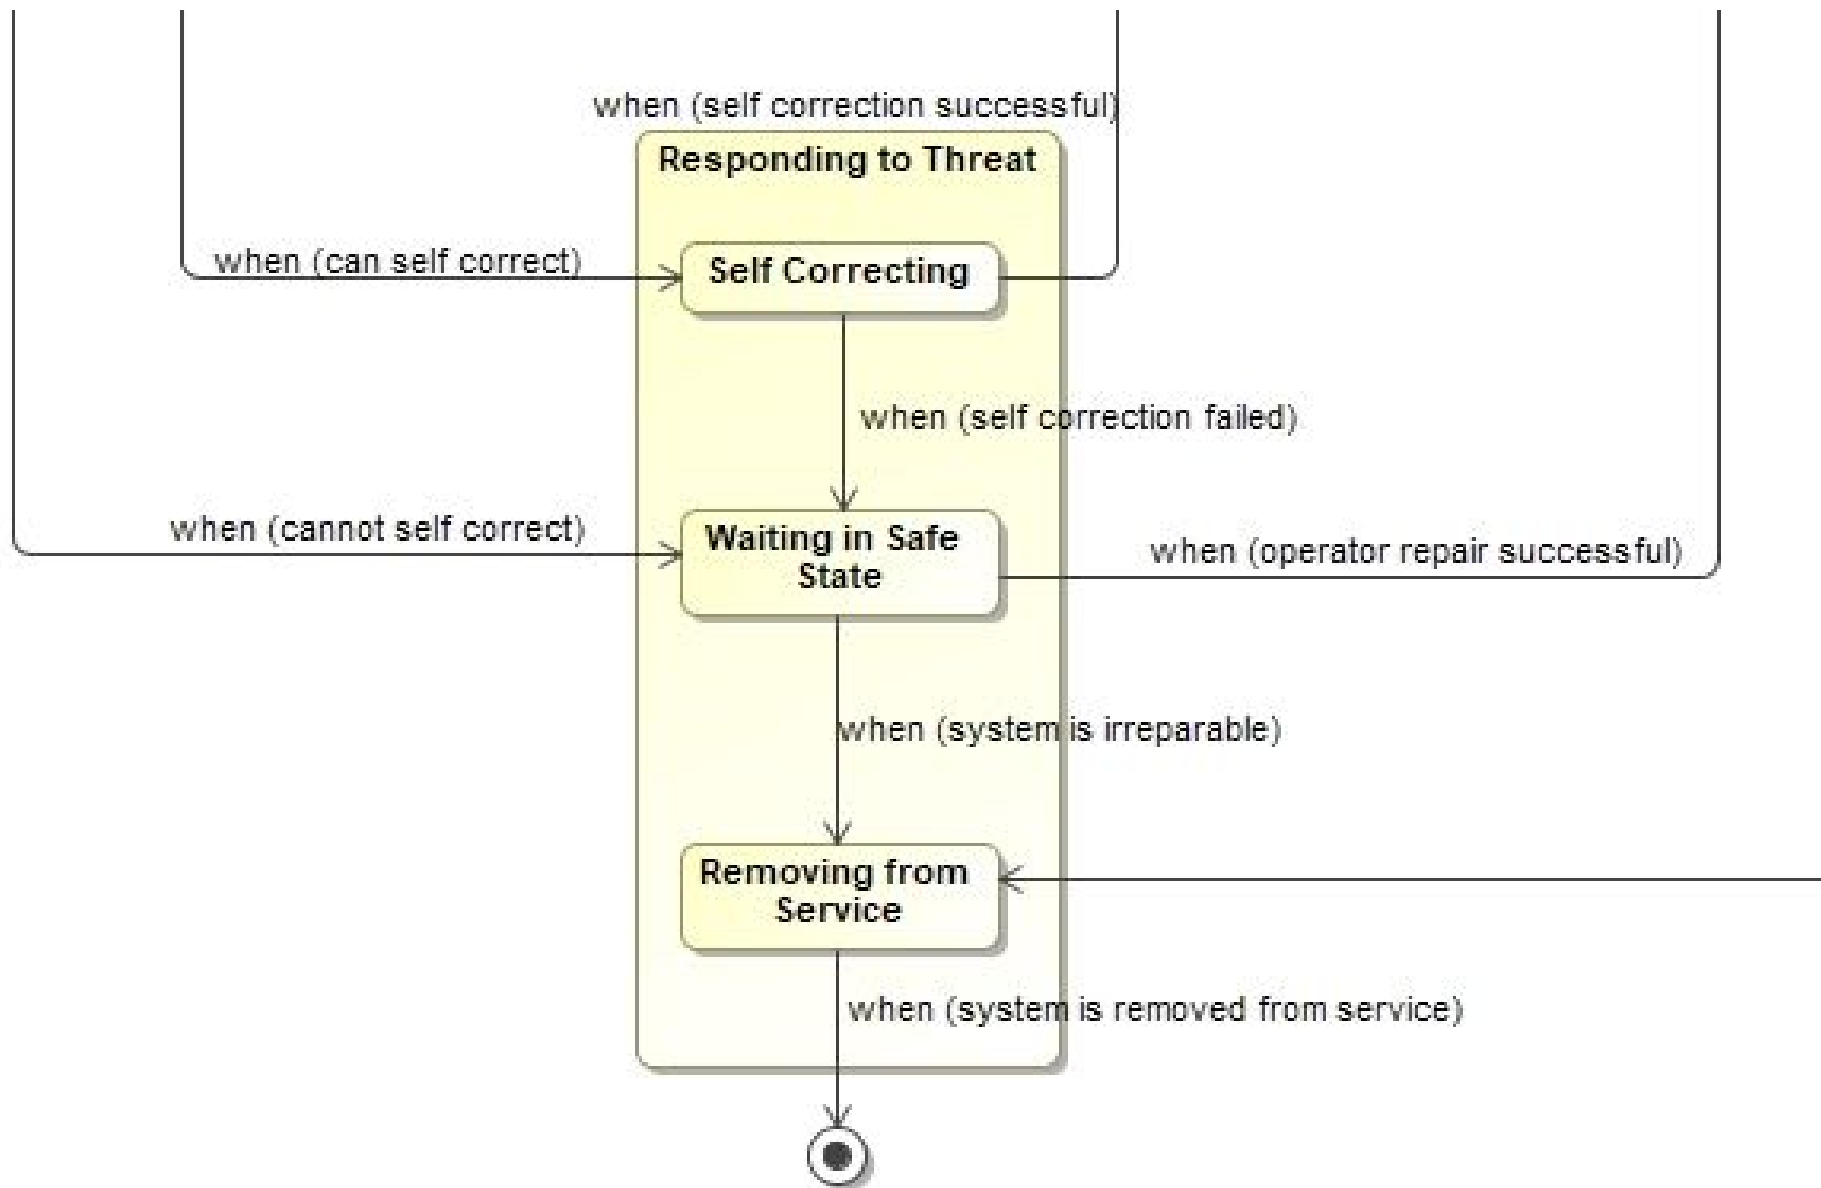 when (self correction successful)
Responding to Threat
when (can self correct)
Self Correcting
when (self correction failed)
when (cannot self correct)
Waiting in Safe
State
when (operator repair successful)
when (system is irreparable)
Removing from
Service
when (system is removed from service)